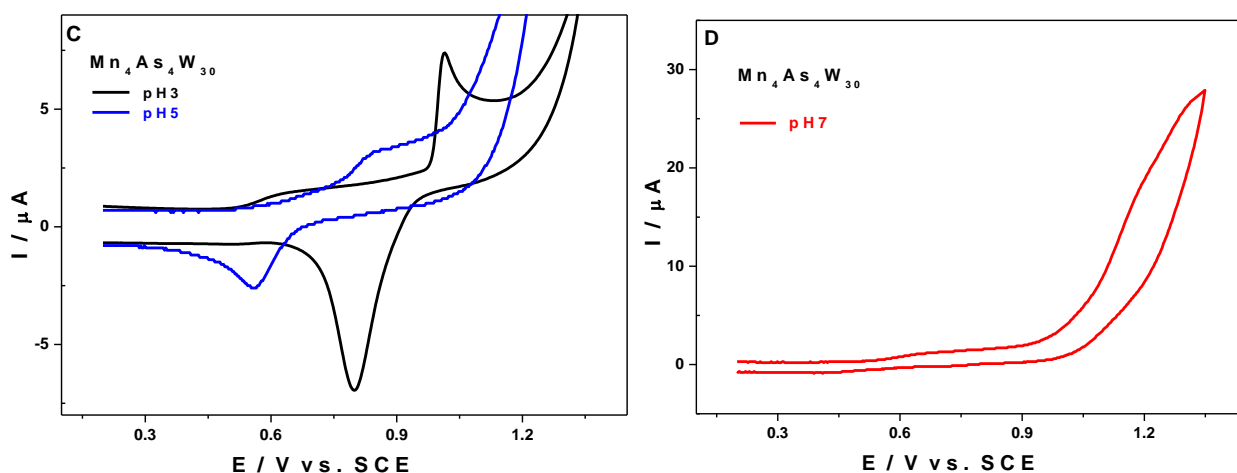 C
Mn₄As₄W₃₀
pH3
pH5
5
0
-5
0.3 0.6 0.9 1.2
E / V vs. SCE
I / µA
D
Mn₄As₄W₃₀
pH7
30
20
10
0
-5
0.3 0.6 0.9 1.2
E / V vs. SCE
I / µA